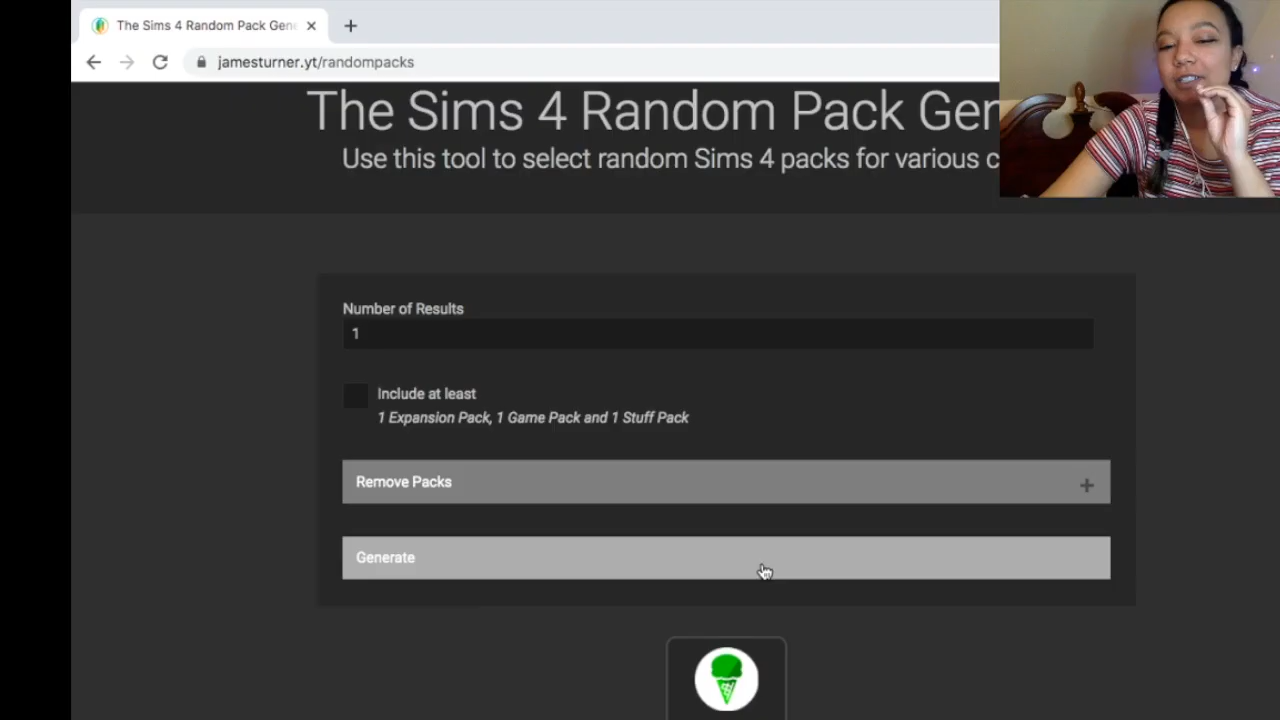 The Sims 4 Random Pack Gene
jamesturner.yt/randompacks
The Sims 4 Random Pack Gen
Use this tool to select random Sims 4 packs for various c
Number of Results
1
Include at least
1 Expansion Pack, 1 Game Pack and 1 Stuff Pack
Remove Packs
Generate